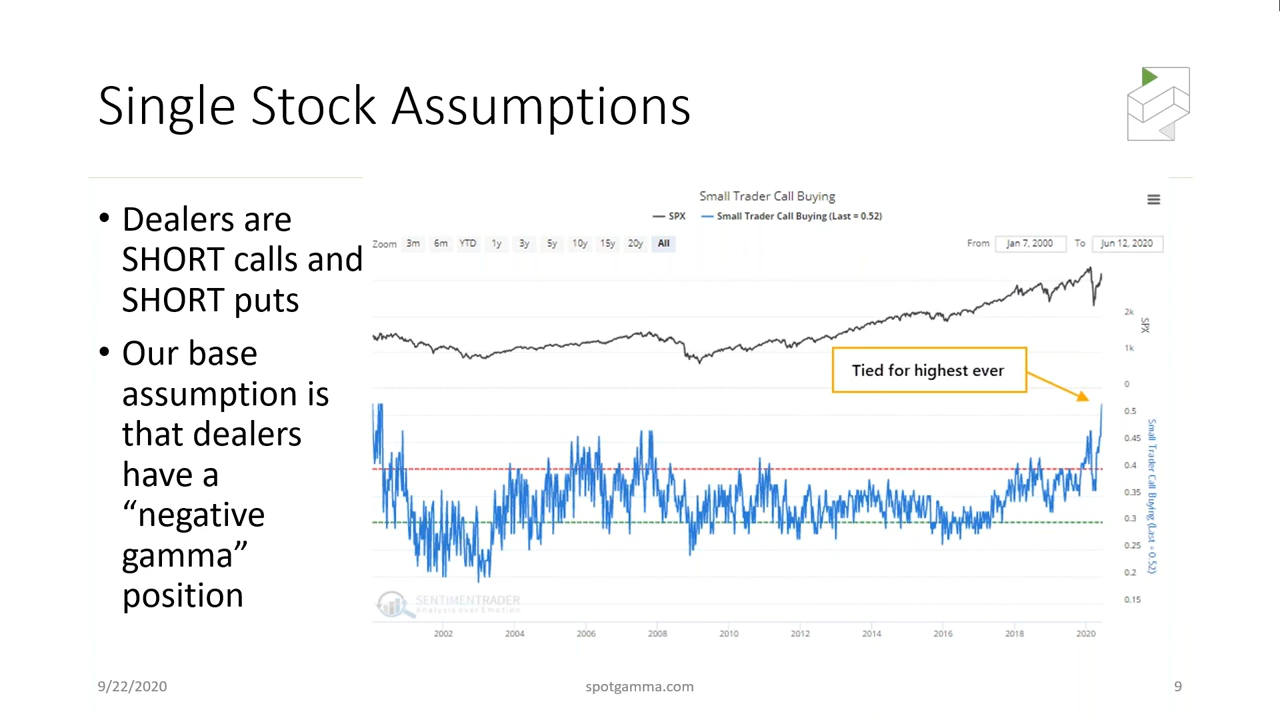 Single Stock Assumptions
• Dealers are
SHORT calls and
SHORT puts
• Our base
assumption is
that dealers
have a
“negative
gamma”
position
Small Trader Call Buying
SPX
Small Trader Call Buying (Last = 0.52)
Zoom 3m 6m YTD 1y 3y 5y 10y 15y 20y All
From Jan 7, 2000 To Jun 12, 2020
2k
1k
0
SPX
Tied for highest ever
0.5
0.45
0.4
0.35
0.3
0.25
0.2
0.15
Small Trader Call Buying (Last = 0.52)
SENTIMENTRADER
Analysis over Emotion
2002 2004 2006 2008 2010 2012 2014 2016 2018 2020
9/22/2020
spotgamma.com
9